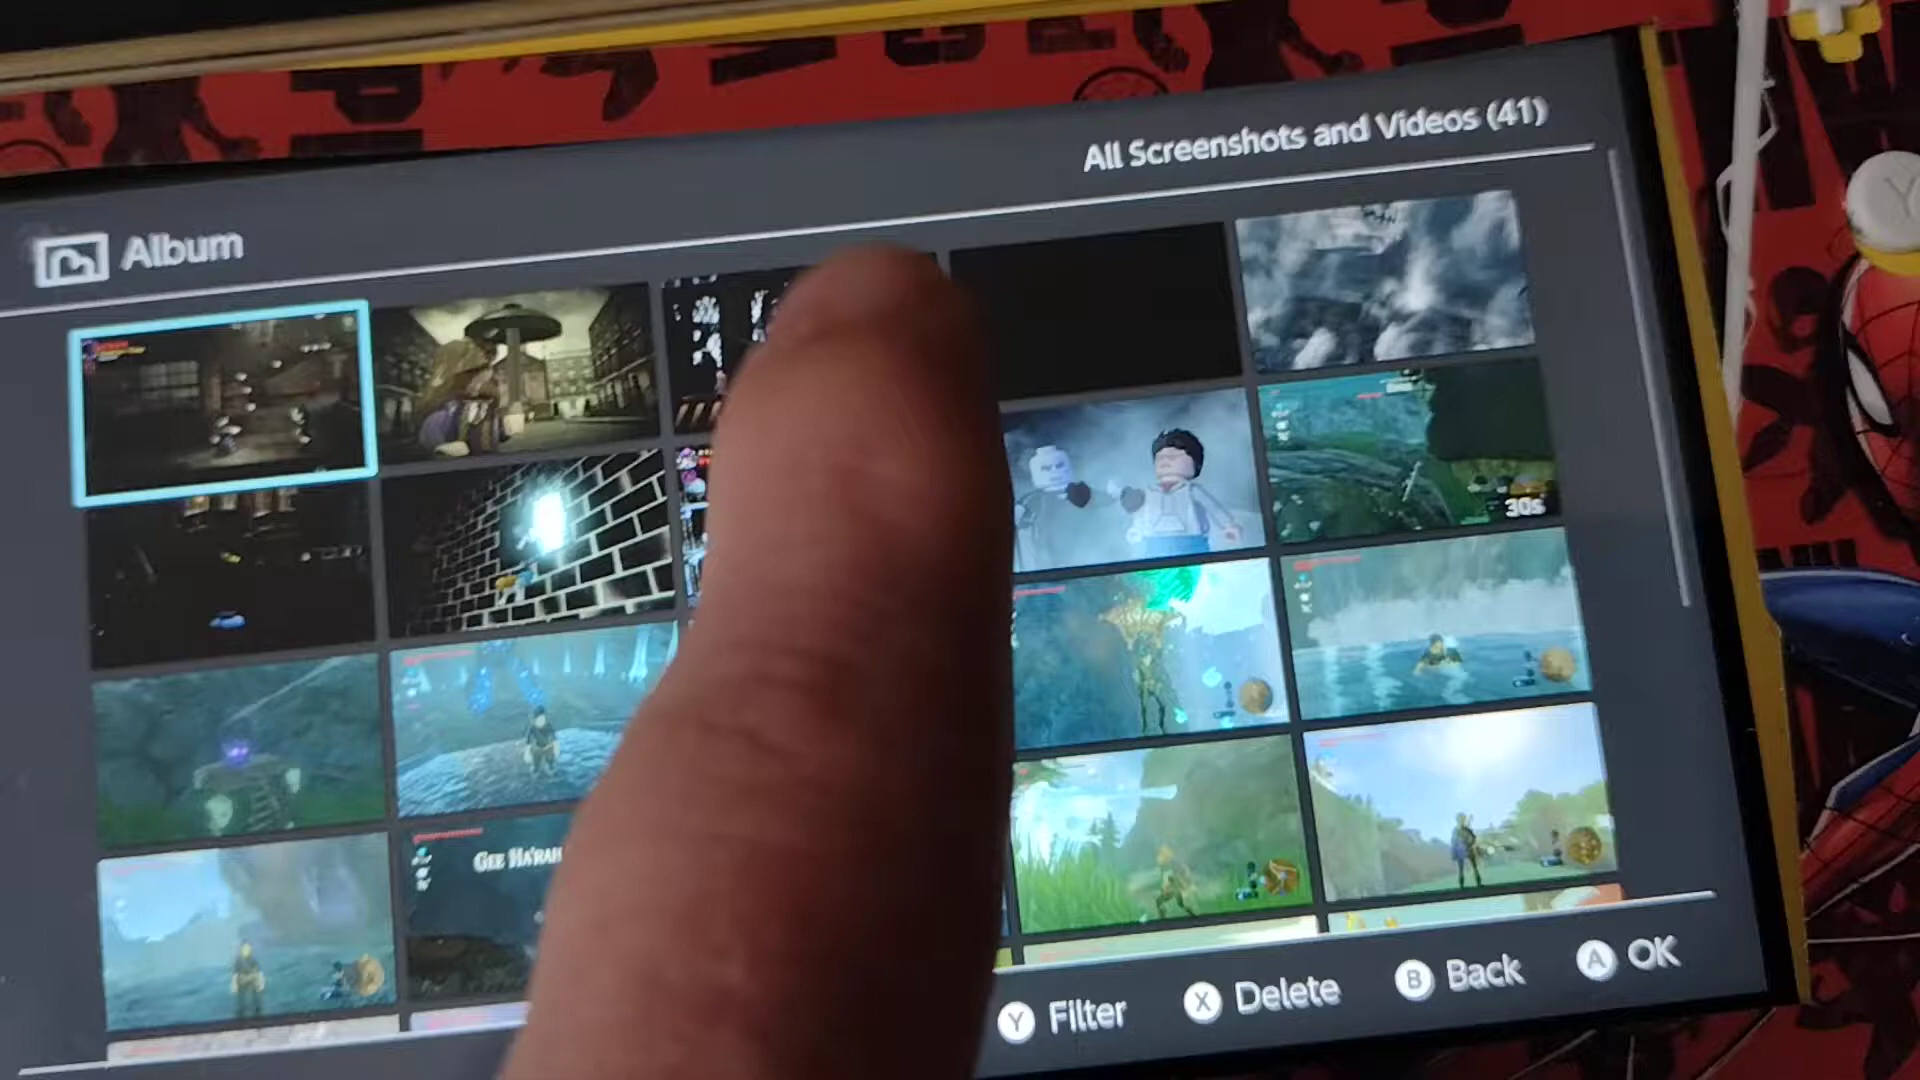 All Screenshots and Videos (41)
Album
30s
GEE HA'RAH
Y Filter
X Delete
B Back
A OK
Y